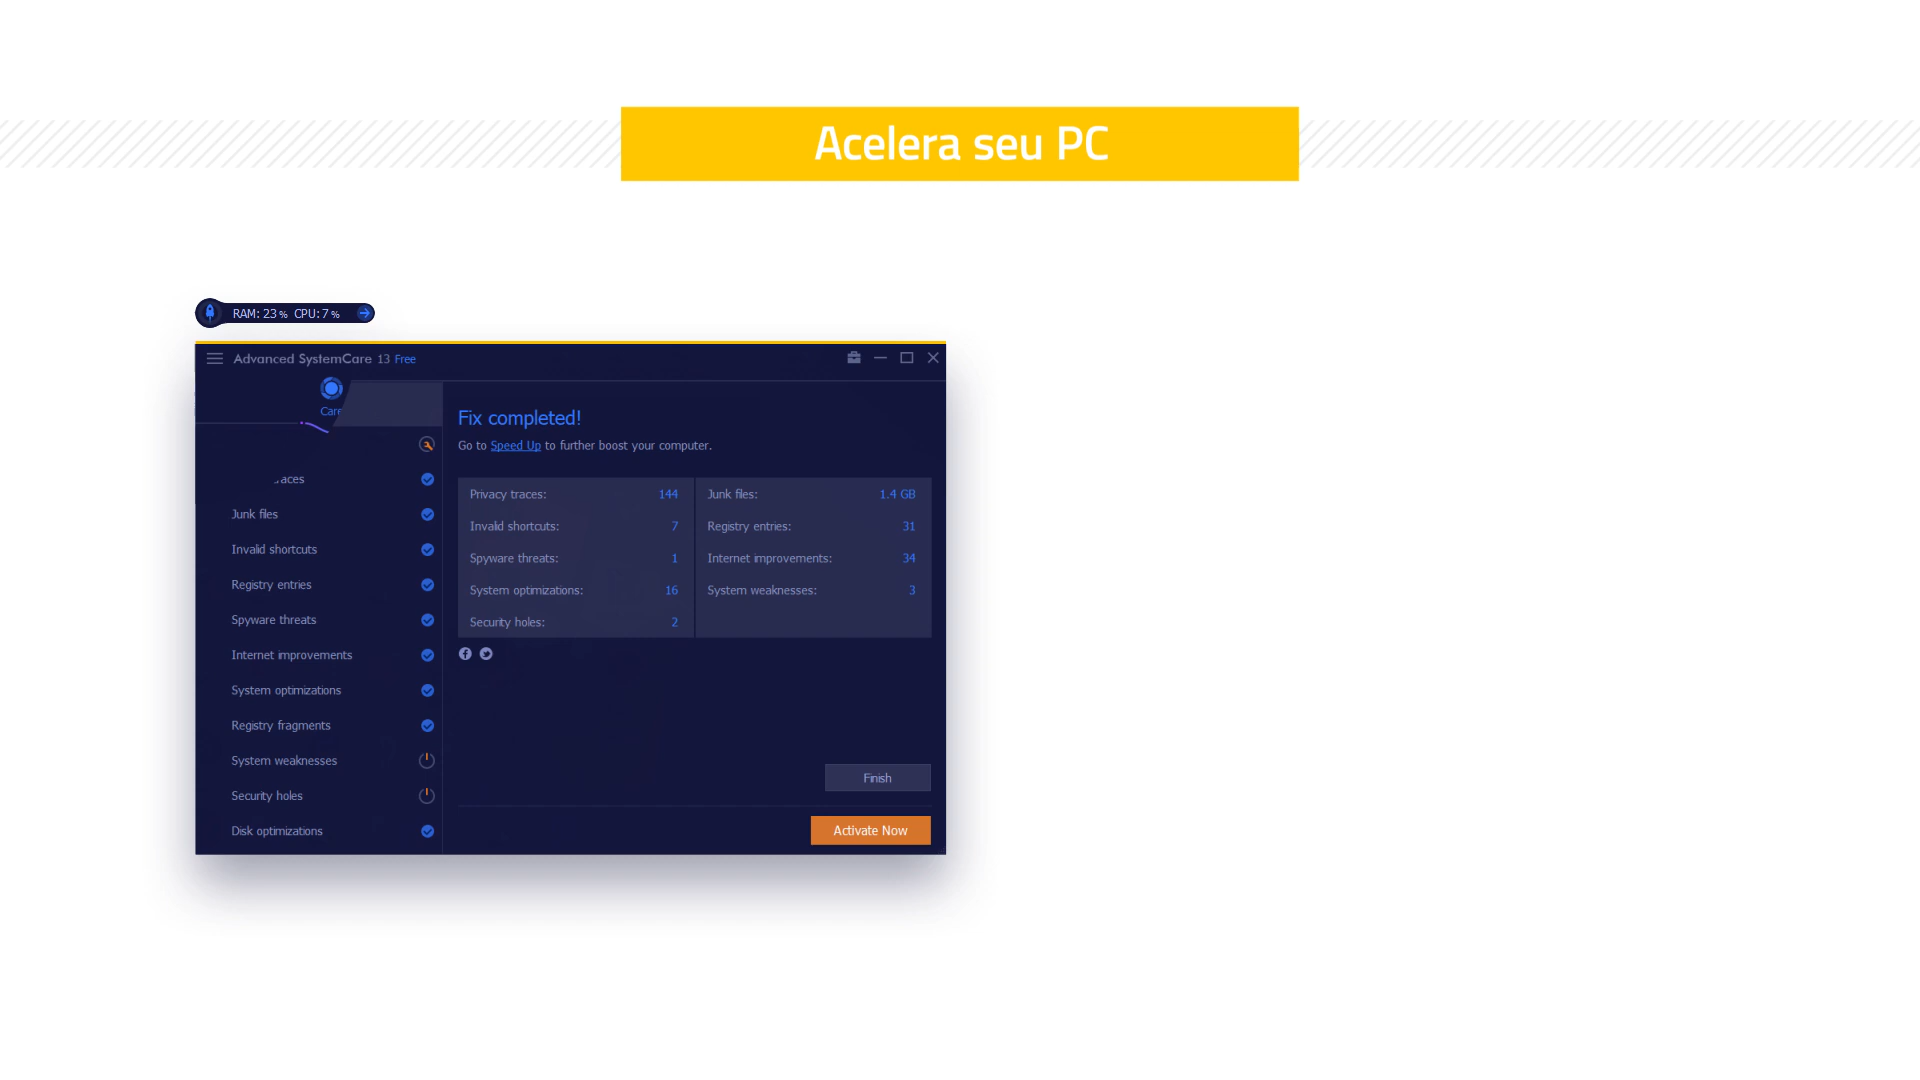 Acelera seu PC
RAM: 23 % CPU: 7 %
Advanced SystemCare 13 Free
Care
Fix completed!
Go to Speed Up to further boost your computer.
Junk files
Invalid shortcuts
Registry entries
Spyware threats
Internet improvements
System optimizations
Registry fragments
System weaknesses
Security holes
Disk optimizations
Privacy traces: 144
Invalid shortcuts: 7
Spyware threats: 1
System optimizations: 16
Security holes: 2
Junk files: 1.4 GB
Registry entries: 31
Internet improvements: 34
System weaknesses: 3
Finish
Activate Now